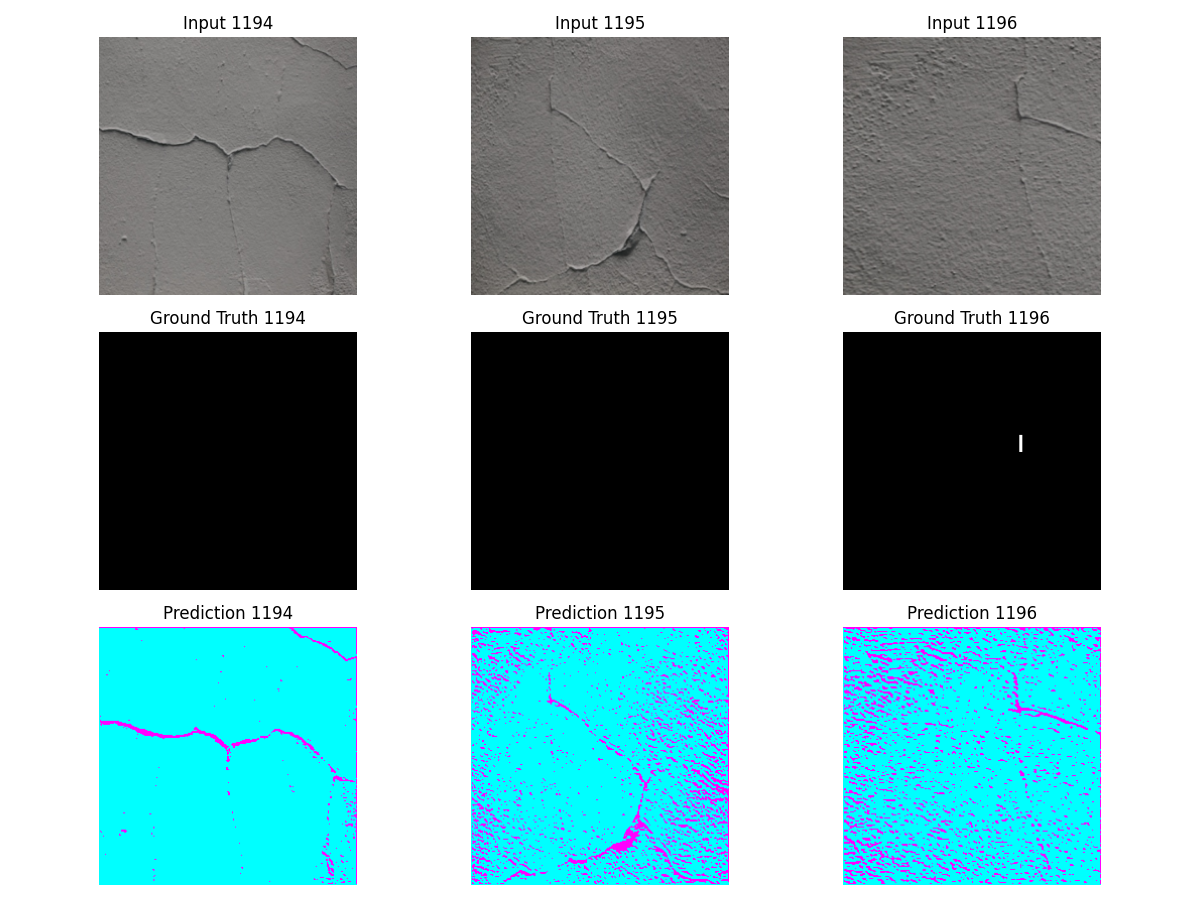 Input 1194
Input 1195
Input 1196
Ground Truth 1194
Ground Truth 1195
Ground Truth 1196
Prediction 1194
Prediction 1195
Prediction 1196